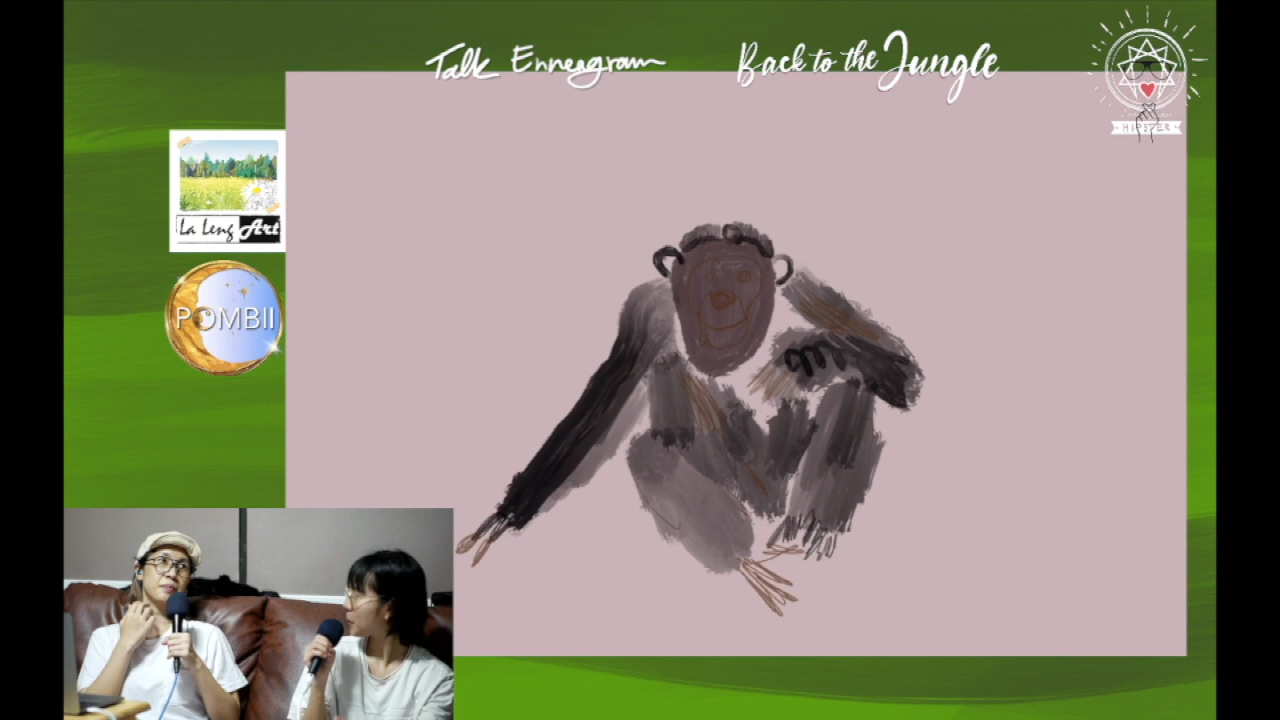 Talk Enneagram
Back to the Jungle
HIPSTER
La Leng Art
POMBII